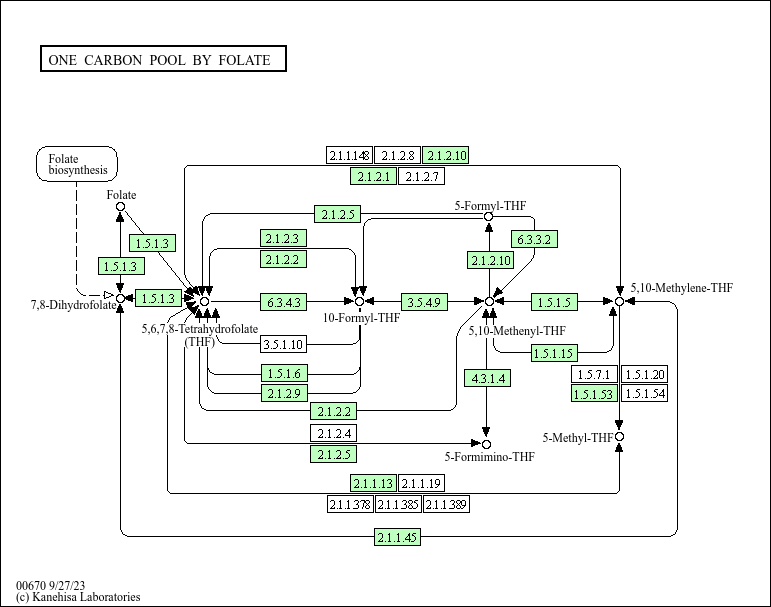 ONE CARBON POOL BY FOLATE
2.1.1.148
2.1.2.8
2.1.2.10
2.1.2.1
2.1.2.7
Folate
biosynthesis
Folate
5-Formyl-THF
2.1.2.5
1.5.1.3
2.1.2.3
6.3.3.2
2.1.2.2
2.1.2.10
1.5.1.3
5,10-Methylene-THF
1.5.1.3
6.3.4.3
3.5.4.9
1.5.1.5
7,8-Dihydrofolate
10-Formyl-THF
5,6,7,8-Tetrahydrofolate
(THF)
5,10-Methenyl-THF
3.5.1.10
1.5.1.15
1.5.1.6
4.3.1.4
1.5.7.1
1.5.1.20
2.1.2.9
1.5.1.53
1.5.1.54
2.1.2.2
2.1.2.4
5-Methyl-THF
2.1.2.5
5-Formimino-THF
2.1.1.13
2.1.1.19
2.1.1.378
2.1.1.385
2.1.1.389
2.1.1.45
00670 9/27/23
(c) Kanehisa Laboratories